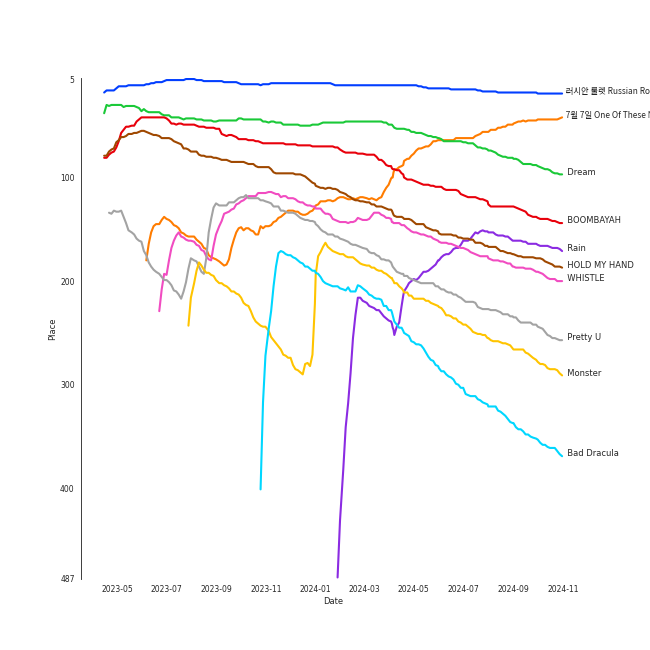 5
100
200
300
400
487
Place
2023-05
2023-07
2023-09
2023-11
2024-01
2024-03
2024-05
2024-07
2024-09
2024-11
Date
러시안 룰렛 Russian Ro
7월 7일 One Of These
Dream
BOOMBAYAH
Rain
HOLD MY HAND
WHISTLE
Pretty U
Monster
Bad Dracula